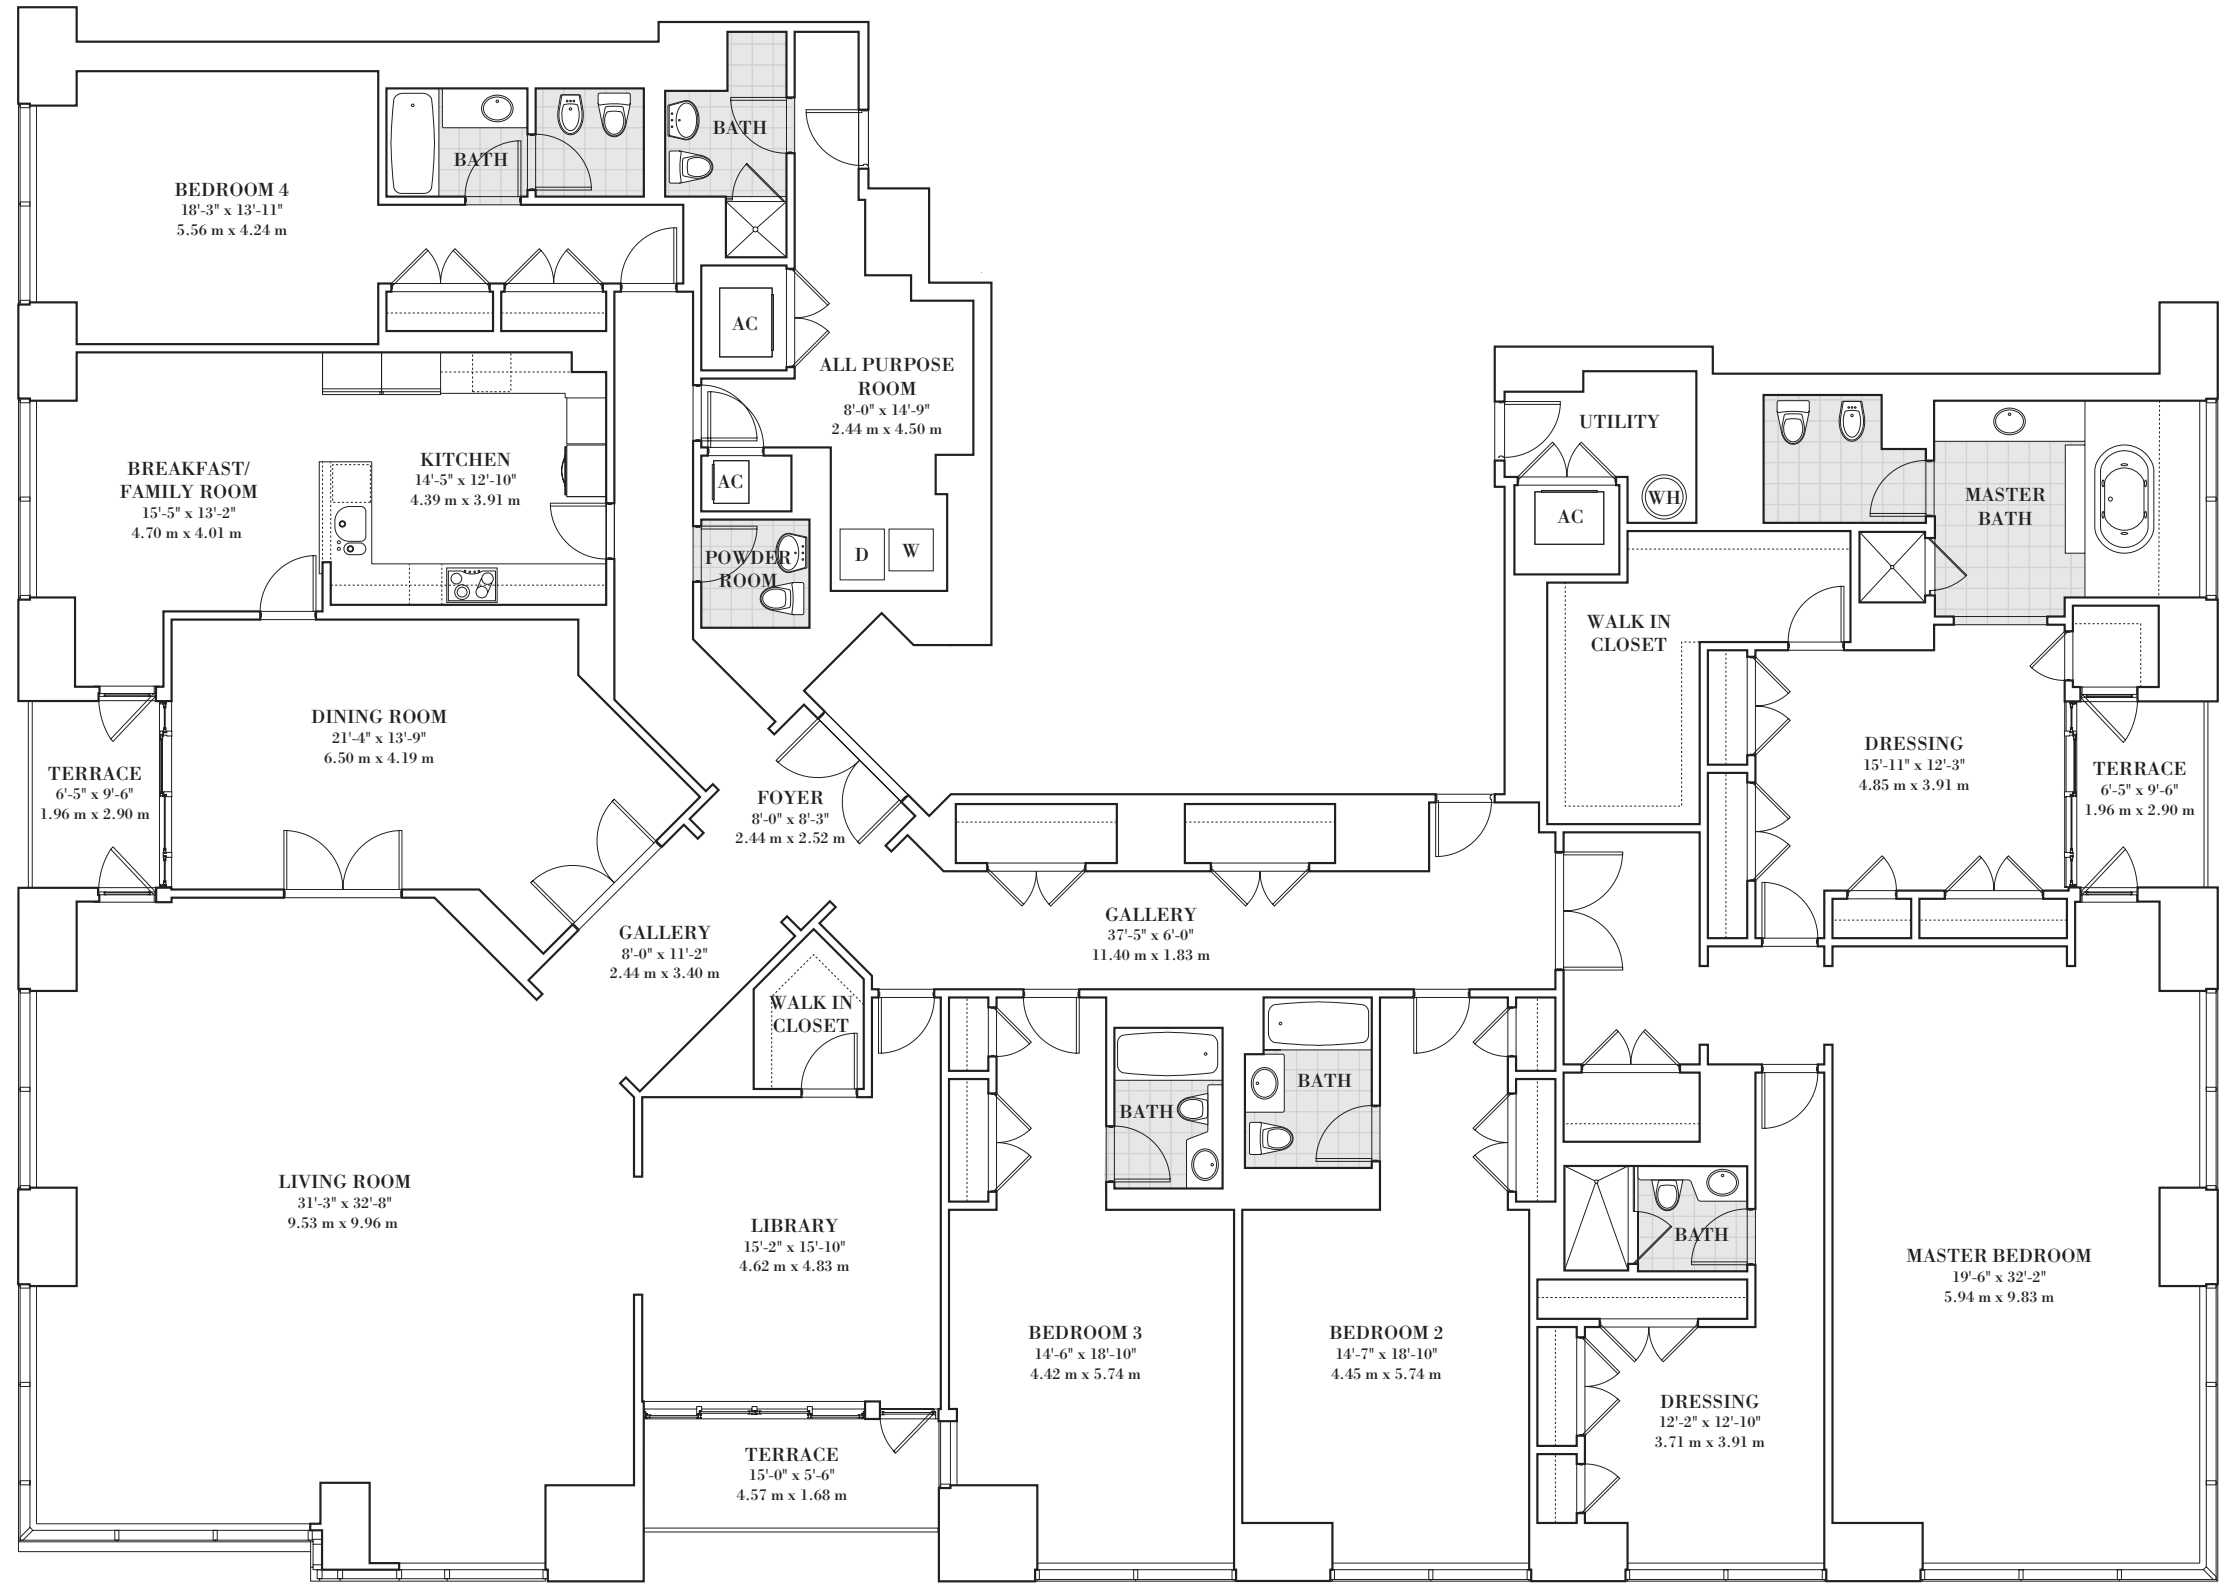 BATH
BATH
BEDROOM 4
18'-3" x 13'-11"
5.56 m x 4.24 m
AC
ALL PURPOSE
ROOM
8'-0" x 14'-9"
2.44 m x 4.50 m
BREAKFAST/
FAMILY ROOM
15'-5" x 13'-2"
4.70 m x 4.01 m
KITCHEN
14'-5" x 12'-10"
4.39 m x 3.91 m
AC
POWDER
ROOM
D
W
UTILITY
WH
AC
MASTER
BATH
WALK IN
CLOSET
DINING ROOM
21'-4" x 13'-9"
6.50 m x 4.19 m
TERRACE
6'-5" x 9'-6"
1.96 m x 2.90 m
FOYER
8'-0" x 8'-3"
2.44 m x 2.52 m
DRESSING
15'-11" x 12'-3"
4.85 m x 3.91 m
TERRACE
6'-5" x 9'-6"
1.96 m x 2.90 m
GALLERY
8'-0" x 11'-2"
2.44 m x 3.40 m
GALLERY
37'-5" x 6'-0"
11.40 m x 1.83 m
WALK IN
CLOSET
BATH
BATH
LIVING ROOM
31'-3" x 32'-8"
9.53 m x 9.96 m
LIBRARY
15'-2" x 15'-10"
4.62 m x 4.83 m
BATH
MASTER BEDROOM
19'-6" x 32'-2"
5.94 m x 9.83 m
BEDROOM 3
14'-6" x 18'-10"
4.42 m x 5.74 m
BEDROOM 2
14'-7" x 18'-10"
4.45 m x 5.74 m
DRESSING
12'-2" x 12'-10"
3.71 m x 3.91 m
TERRACE
15'-0" x 5'-6"
4.57 m x 1.68 m